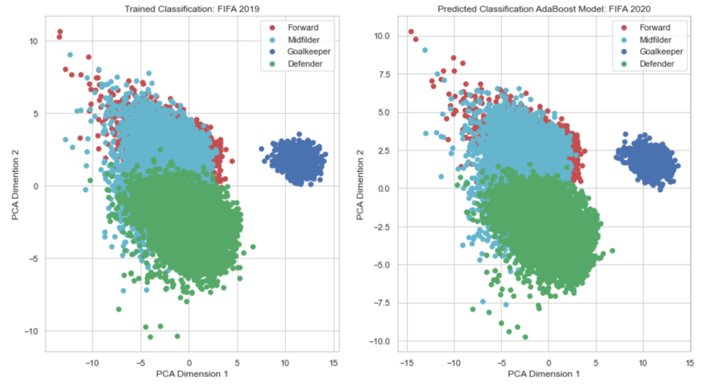 Trained Classification: FIFA 2019
Forward
Midfilder
Goalkeeper
Defender
10
5
0
−5
−10
PCA Dimention 2
−10
−5
0
5
10
15
PCA Dimension 1
Predicted Classification AdaBoost Model: FIFA 2020
Forward
Midfilder
Goalkeeper
Defender
10.0
7.5
5.0
2.5
0.0
−2.5
−5.0
−7.5
−10.0
PCA Dimention 2
−15
−10
−5
0
5
10
15
PCA Dimension 1